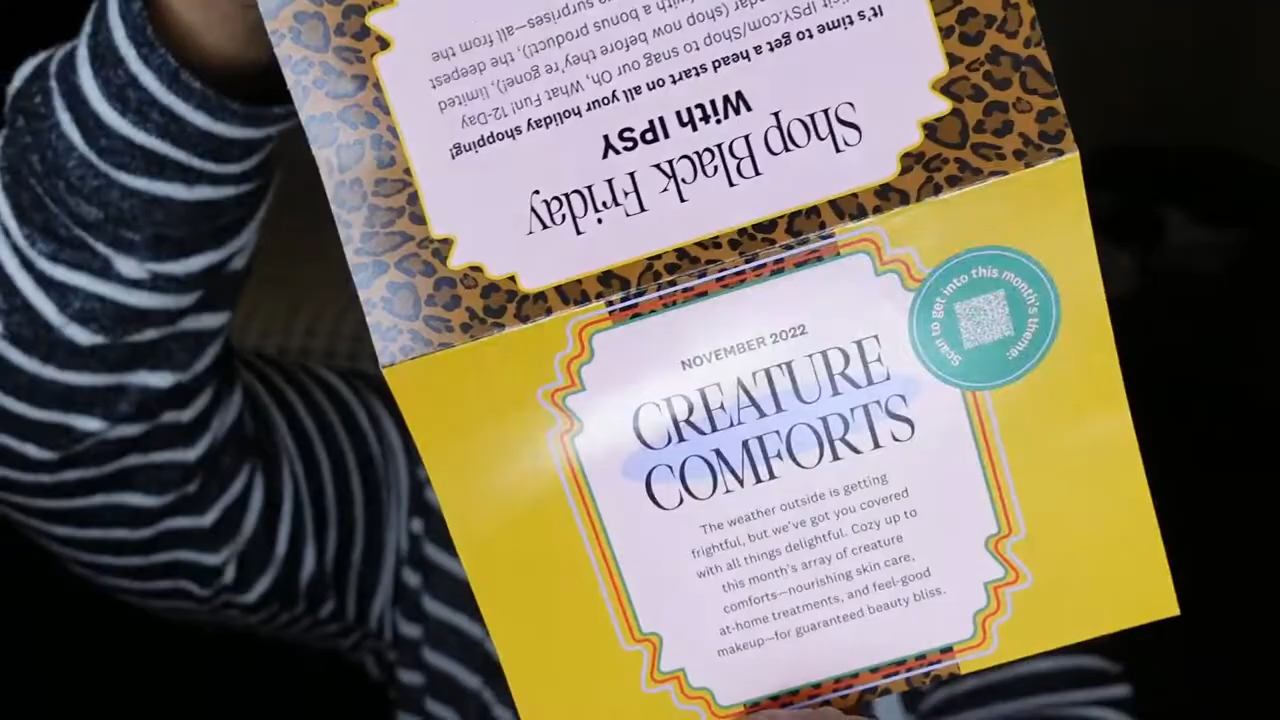 Shop Black Friday
With IPSY
It's time to get a head start on all your holiday shopping!
IPSY.com/Shop to snag our Oh, What Fun! 12-Day
(shop now before they're gone!), limited
with a bonus product!), the deepest
surprises—all from the
NOVEMBER 2022
CREATURE
COMFORTS
The weather outside is getting
frightful, but we've got you covered
with all things delightful. Cozy up to
this month's array of creature
comforts—nourishing skin care,
at-home treatments, and feel-good
makeup—for guaranteed beauty bliss.
Scan to get into this month's theme: